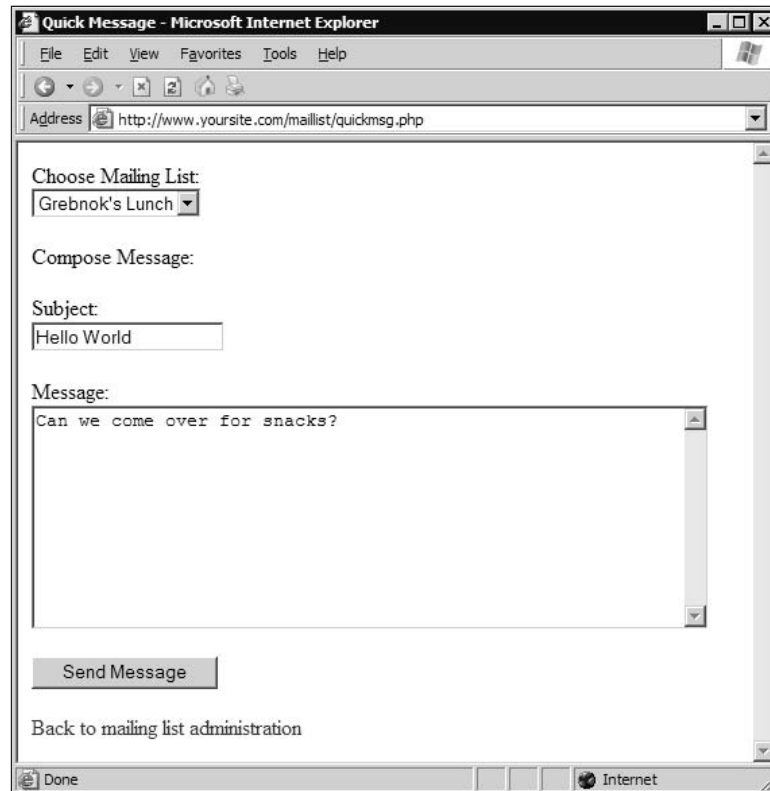 Quick Message - Microsoft Internet Explorer
File Edit View Favorites Tools Help
Address http://www.yoursite.com/maillist/quickmsg.php
Choose Mailing List:
Grebnok's Lunch
Compose Message:
Subject:
Hello World
Message:
Can we come over for snacks?
Send Message
Back to mailing list administration
Done Internet